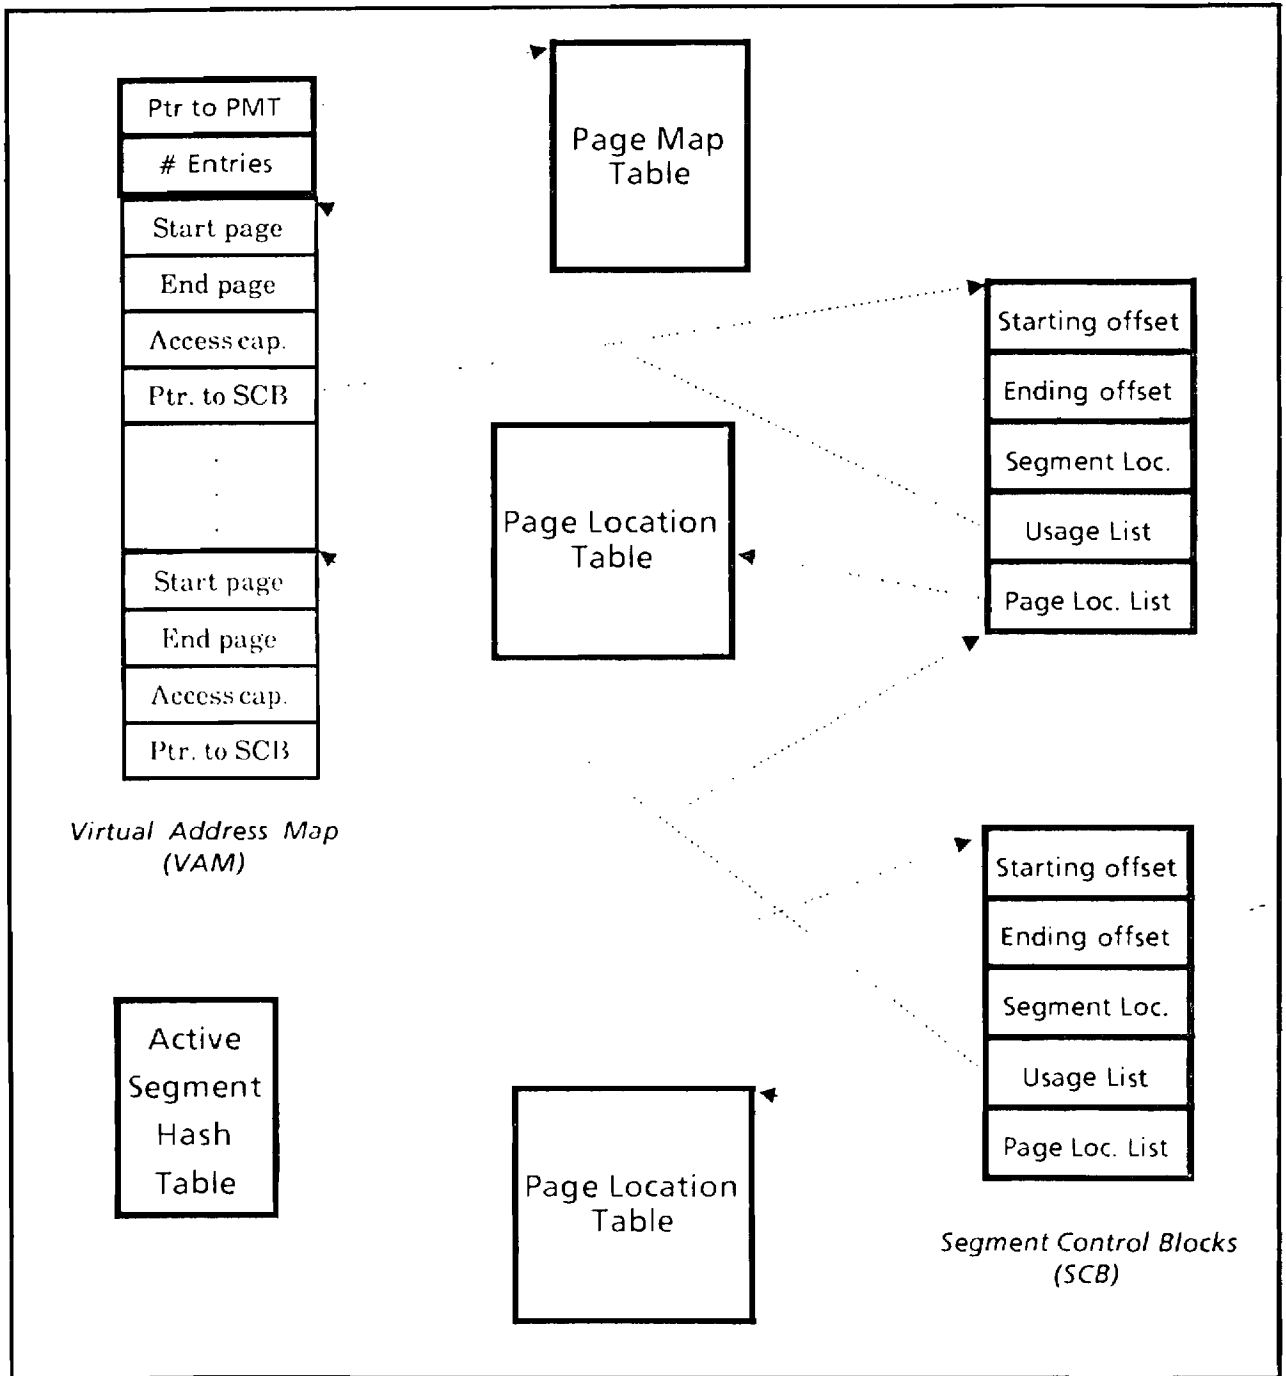 Ptr to PMT
# Entries
Start page
End page
Access cap.
Ptr. to SCB
.
.
.
Start page
End page
Access cap.
Ptr. to SCB
Virtual Address Map
(VAM)
Active
Segment
Hash
Table
Page Map
Table
Page Location
Table
Page Location
Table
Starting offset
Ending offset
Segment Loc.
Usage List
Page Loc. List
Starting offset
Ending offset
Segment Loc.
Usage List
Page Loc. List
Segment Control Blocks
(SCB)